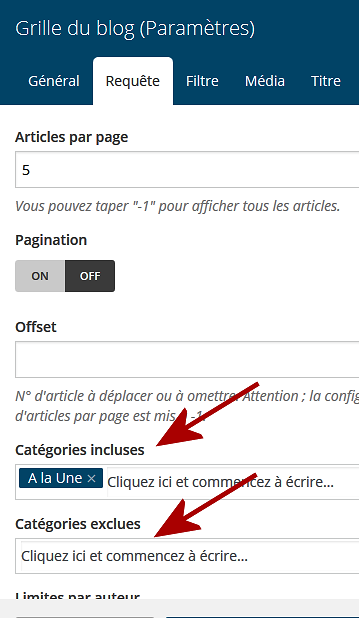 Grille du blog (Paramètres)
Général Requête Filtre Média Titre
Articles par page
5
Vous pouvez taper "-1" pour afficher tous les articles.
Pagination
ON OFF
Offset
N° d'article à déplacer ou à omettre. Attention ; la config
d'articles par page est mis -1.
Catégories incluses
A la Une × Cliquez ici et commencez à écrire...
Catégories exclues
Cliquez ici et commencez à écrire...
Limites par auteur